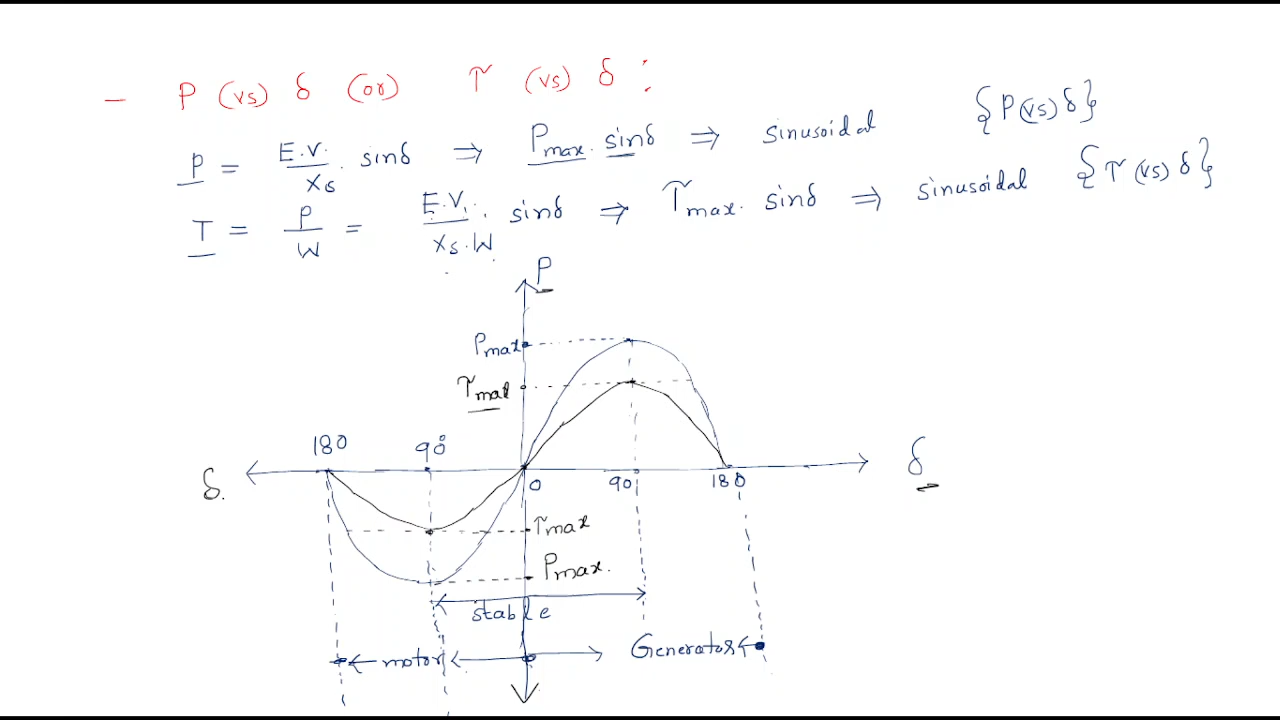 – P (vs) δ (or) τ (vs) δ :
P = E.V. / Xs . sinδ ⇒ Pmax. sinδ ⇒ sinusoidal {P(vs) δ}
T = P / W = E.V. / Xs.W . sinδ ⇒ τmax. sinδ ⇒ sinusoidal {τ (vs) δ}
P
Pmax
τmax
180 90° δ
δ. 0 90 180
τmax
Pmax.
stable
motor Generator